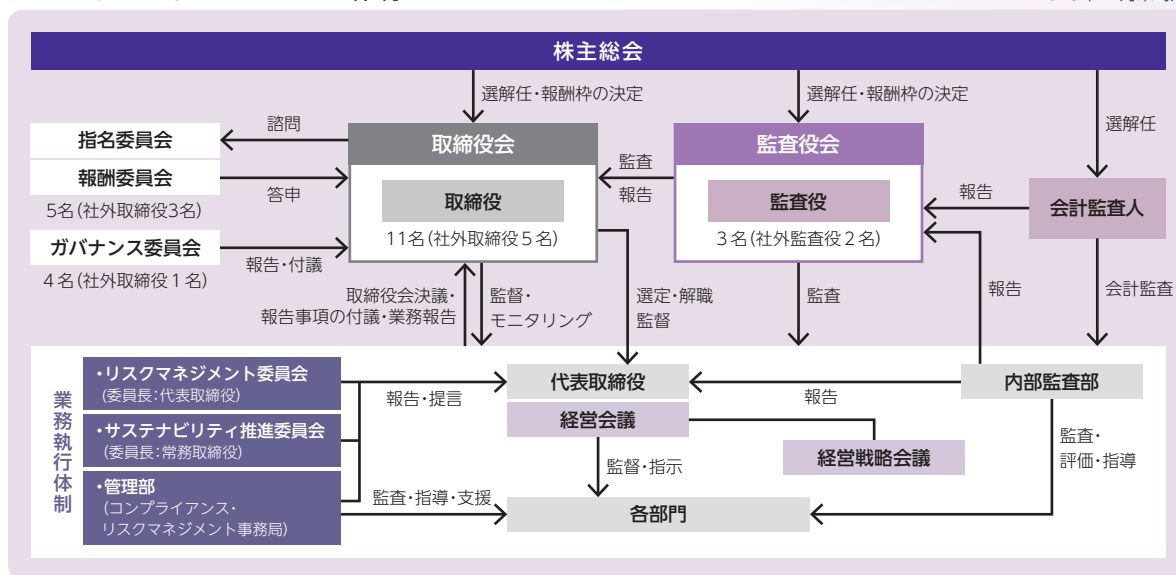 株主総会
選解任・報酬枠の決定
選解任・報酬枠の決定
選解任
指名委員会
報酬委員会
5名(社外取締役3名)
ガバナンス委員会
4名(社外取締役1名)
諮問
答申
報告・付議
取締役会
取締役
11名(社外取締役5名)
監査
報告
監査役会
監査役
3名(社外監査役2名)
報告
会計監査人
取締役会決議・
報告事項の付議・業務報告
監督・
モニタリング
選定・解職
監督
監査
報告
会計監査
業務執行体制
・リスクマネジメント委員会
(委員長:代表取締役)
・サステナビリティ推進委員会
(委員長:常務取締役)
・管理部
(コンプライアンス・
リスクマネジメント事務局)
報告・提言
監査・指導・支援
代表取締役
経営会議
監督・指示
各部門
報告
経営戦略会議
内部監査部
監査・
評価・指導